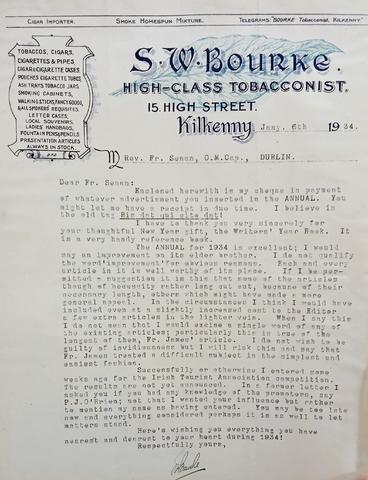 CIGAR IMPORTER. SMOKE HOMESPUN MIXTURE. TELEGRAMS: "BOURKE TOBACCONIST, KILKENNY"
S. W. BOURKE.
HIGH-CLASS TOBACCONIST.
15, HIGH STREET.
Kilkenny, Jany. 6th 1934.
TOBACCOS, CIGARS,
CIGARETTES & PIPES
CIGAR & CIGARETTE CASES,
POUCHES CIGARETTE TUBES
ASH TRAYS TOBACCO JARS
SMOKING CABINETS,
WALKING STICKS, FANCY GOODS,
& ALL SMOKERS' REQUISITES.
LETTER CASES;
LOCAL SOUVENIRS,
LADIES' HANDBAGS,
FOUNTAIN PENS & PENCILS
PRESENTATION ARTICLES
ALWAYS IN STOCK.
M Rev. Fr. Senan, O.M.Cap., DUBLIN.
Dear Fr. Senan:
Enclosed herewith is my cheque in payment
of whatever advertisment you inserted in the ANNUAL. You
might let me have a receipt in due time. I believe in
the old tag Bis dat qui cito dat!
I have to thank you very sincerely for
your thoughtful New Year gift, the Writers' Year Book. It
is a very handy reference book.
The ANNUAL for 1934 is excellent; I would
say an improvement on its elder brother. I do not qualify
the word 'improvement' for obvious reasons. Each and every
article in it is well worthy of its place. If I be per-
mitted a suggestion it is this that some of the articles
though of necessity rather long cut out, because of their
necessary length, others which might have made a more
general appeal. In the circumstances I think I would have
included even at a slightly increased cost to the Editor
a few extra articles in the lighter vein. When I say this
I do not mean that I would excise a single word of any of
the existing articles; particularly this is true of the
longest of them, Fr. James' article. I do not wish to be
guilty of invidiousness but I will risk this and say that
Fr. James treated a difficult subject in the simplest and
easiest fashion.
Successfully or otherwise I entered some
weeks ago for the Irish Tourist Association competition.
The results are not yet announced. In a former letter I
asked you if you had any knowledge of the promoters, say
P.J.O'Brien; not that I wanted your influence but rather
to mention my name as having entered. You may be too late
now and everything considered perhaps it is as well to let
matters stand.
Here's wishing you everything you have
nearest and dearest to your heart during 1934!
Respectfully yours,